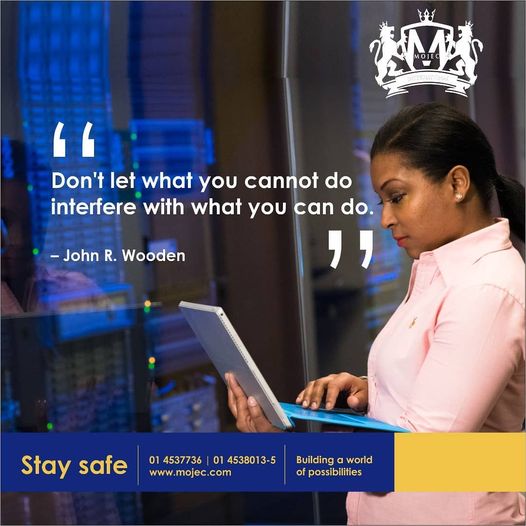 MOJEC
“
Don't let what you cannot do
interfere with what you can do.
”
– John R. Wooden
Stay safe
01 4537736 | 01 4538013-5
www.mojec.com
Building a world
of possibilities